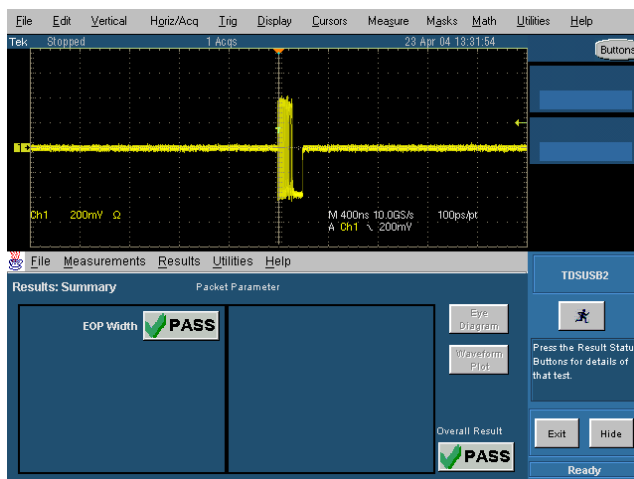 File Edit Vertical Horiz/Acq Trig Display Cursors Measure Masks Math Utilities Help
Tek Stopped 1 Acqs 23 Apr 04 13:31:54
Buttons
1
Ch1 200mV Ω M 400ns 10.0GS/s 100ps/pt
A Ch1 \ 200mV
File Measurements Results Utilities Help
TDSUSB2
Results: Summary Packet Parameter
EOP Width PASS
Eye
Diagram
Waveform
Plot
Press the Result Statu
Buttons for details of
that test.
Overall Result
PASS
Exit Hide
Ready